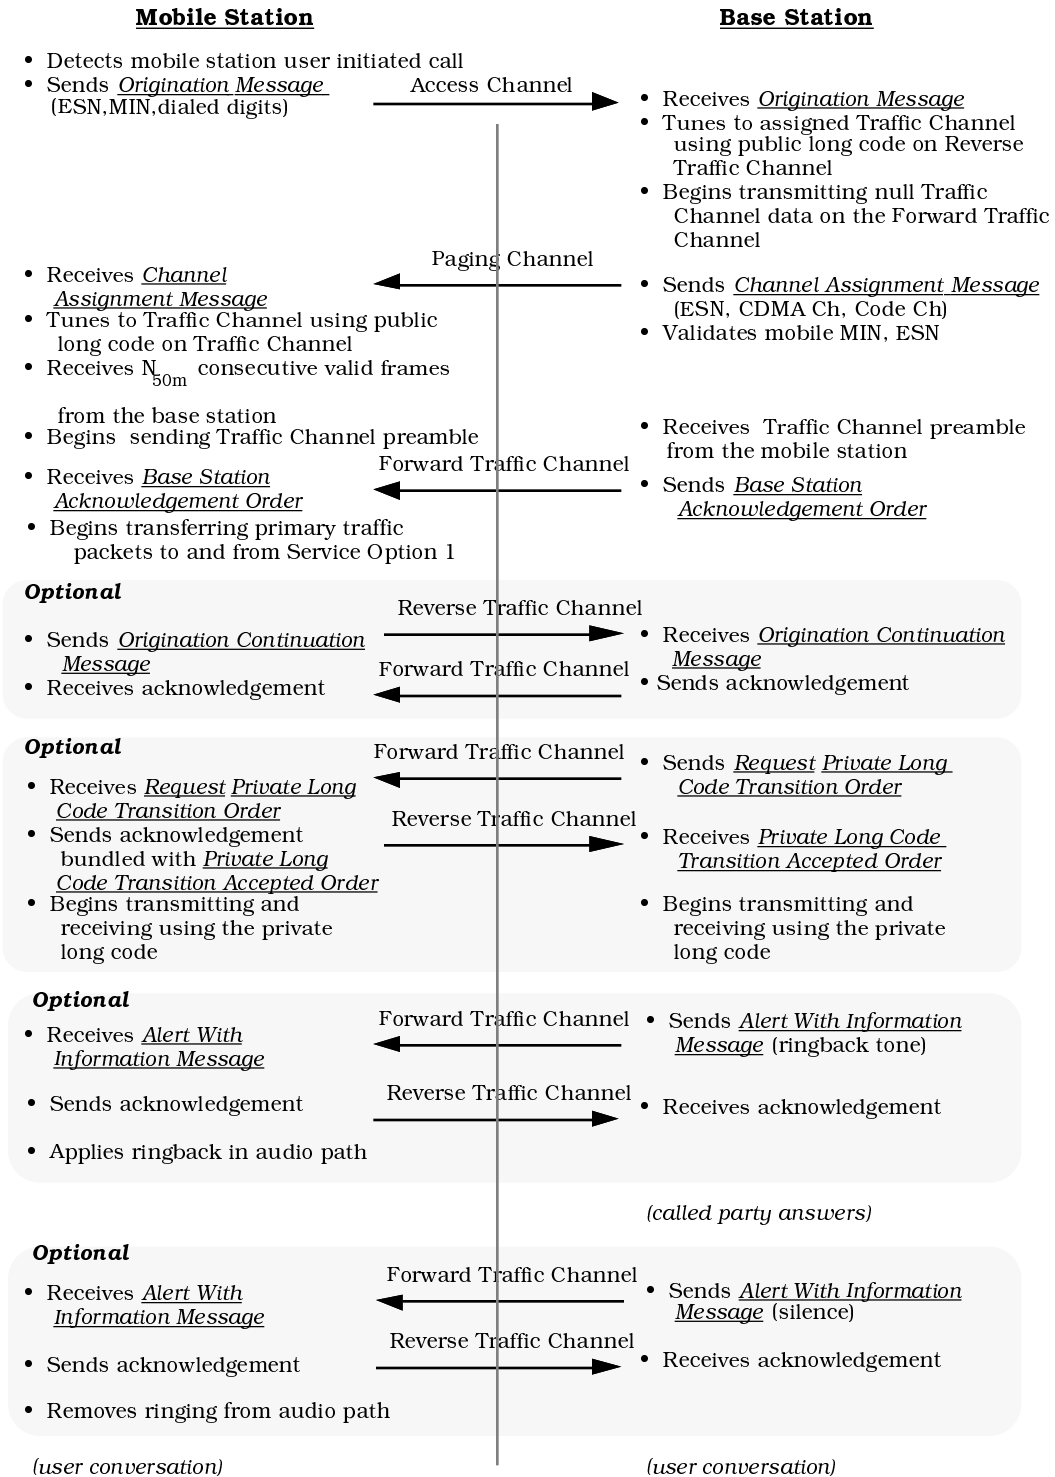 Mobile Station
Base Station
• Detects mobile station user initiated call
• Sends Origination Message
(ESN,MIN,dialed digits)
Access Channel
• Receives Origination Message
• Tunes to assigned Traffic Channel
using public long code on Reverse
Traffic Channel
• Begins transmitting null Traffic
Channel data on the Forward Traffic
Channel
Paging Channel
• Receives Channel
Assignment Message
• Tunes to Traffic Channel using public
long code on Traffic Channel
• Receives N50m consecutive valid frames
from the base station
• Begins sending Traffic Channel preamble
• Sends Channel Assignment Message
(ESN, CDMA Ch, Code Ch)
• Validates mobile MIN, ESN
• Receives Traffic Channel preamble
from the mobile station
Forward Traffic Channel
• Receives Base Station
Acknowledgement Order
• Begins transferring primary traffic
packets to and from Service Option 1
• Sends Base Station
Acknowledgement Order
Optional
Reverse Traffic Channel
• Sends Origination Continuation
Message
• Receives acknowledgement
Forward Traffic Channel
• Receives Origination Continuation
Message
• Sends acknowledgement
Optional
Forward Traffic Channel
• Receives Request Private Long
Code Transition Order
• Sends acknowledgement
bundled with Private Long
Code Transition Accepted Order
• Begins transmitting and
receiving using the private
long code
Reverse Traffic Channel
• Sends Request Private Long
Code Transition Order
• Receives Private Long Code
Transition Accepted Order
• Begins transmitting and
receiving using the private
long code
Optional
Forward Traffic Channel
• Receives Alert With
Information Message
• Sends acknowledgement
• Applies ringback in audio path
Reverse Traffic Channel
• Sends Alert With Information
Message (ringback tone)
• Receives acknowledgement
(called party answers)
Optional
Forward Traffic Channel
• Receives Alert With
Information Message
• Sends acknowledgement
• Removes ringing from audio path
Reverse Traffic Channel
• Sends Alert With Information
Message (silence)
• Receives acknowledgement
(user conversation)
(user conversation)